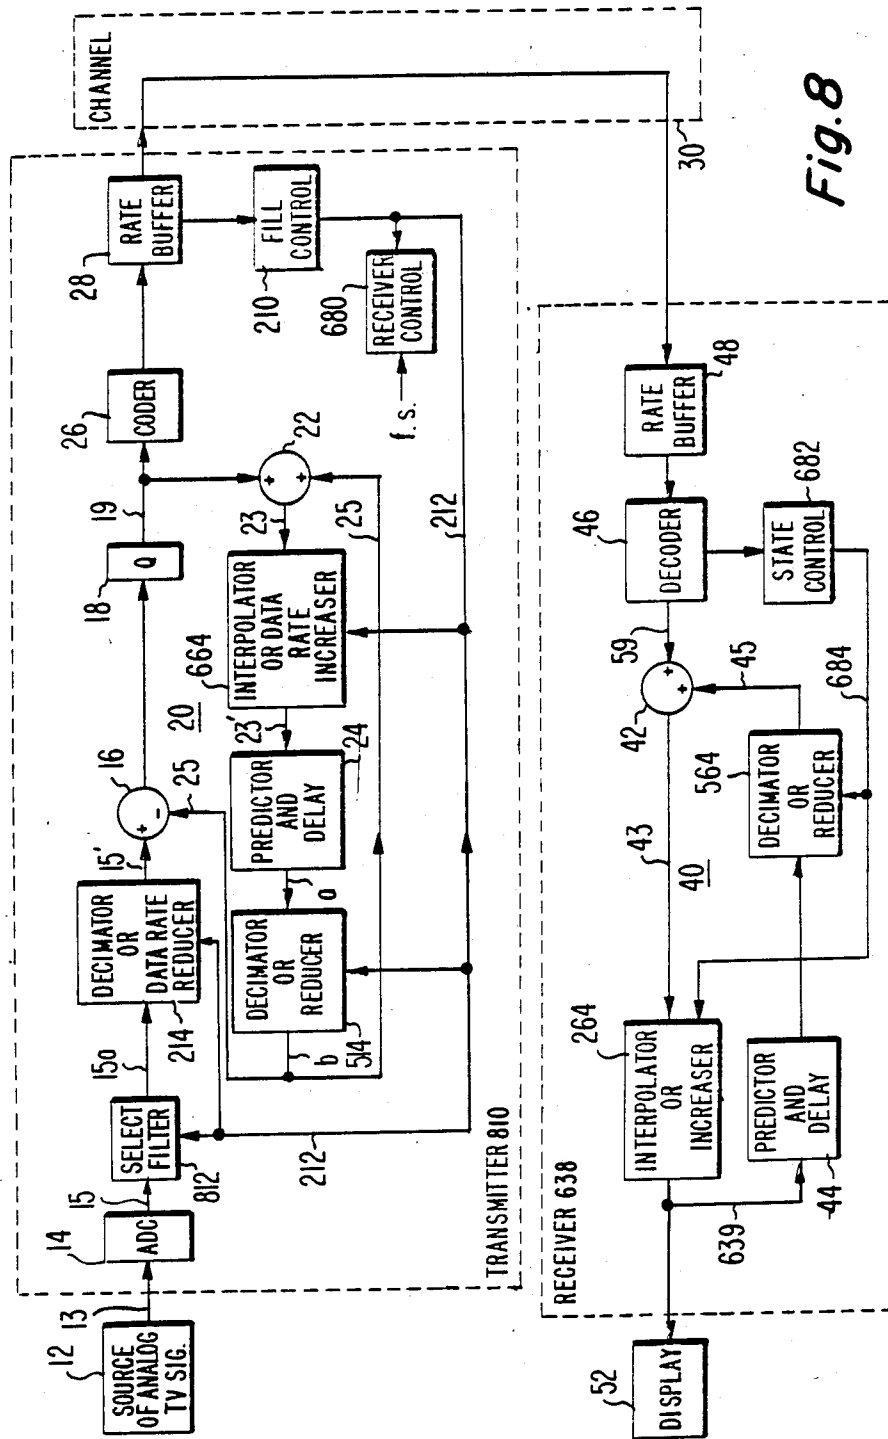 12
SOURCE
OF ANALOG
TV SIG.
13
14
ADC
15
SELECT
FILTER
812
15a
DECIMATOR
OR
DATA RATE
REDUCER
214
15'
16
+
-
25
18
Q
19
26
CODER
28
RATE
BUFFER
FILL
CONTROL
210
RECEIVER
CONTROL
680
f.s.
22
+
+
23
25
INTERPOLATOR
OR DATA
RATE
INCREASER
664
20
23'
PREDICTOR
AND
DELAY
24
a
DECIMATOR
OR
REDUCER
514
b
212
212
TRANSMITTER 810
CHANNEL
30
RECEIVER 638
RATE
BUFFER
48
46
DECODER
STATE
CONTROL
682
59
+
+
42
45
684
43
40
564
DECIMATOR
OR
REDUCER
264
INTERPOLATOR
OR
INCREASER
PREDICTOR
AND
DELAY
44
639
52
DISPLAY
Fig. 8